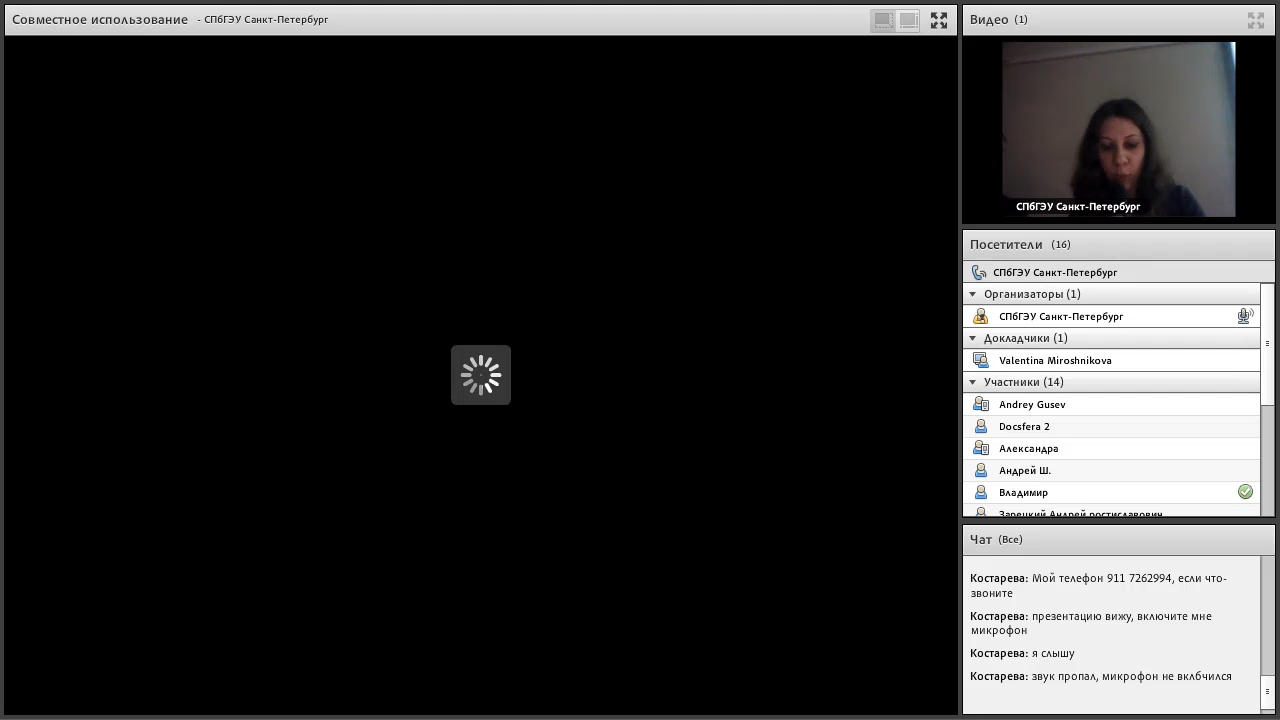 Совместное использование - СПбГЭУ Санкт-Петербург
Видео (1)
СПбГЭУ Санкт-Петербург
Посетители (16)
СПбГЭУ Санкт-Петербург
Организаторы (1)
СПбГЭУ Санкт-Петербург
Докладчики (1)
Valentina Miroshnikova
Участники (14)
Andrey Gusev
Docsfera 2
Александра
Андрей Ш.
Владимир
Зарецкий Андрей ростиславович
Чат (Все)
Костарева: Мой телефон 911 7262994, если что-
звоните
Костарева: презентацию вижу, включите мне
микрофон
Костарева: я слышу
Костарева: звук пропал, микрофон не вклбчился